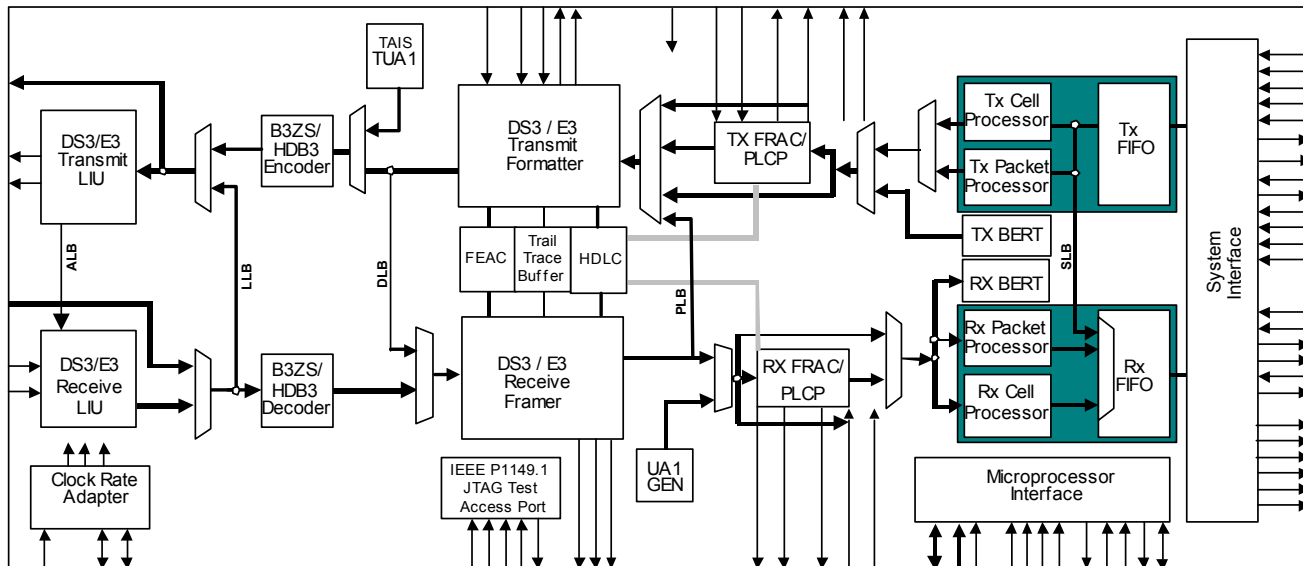 TAIS
TUA1
DS3/E3
Transmit
LIU
B3ZS/
HDB3
Encoder
DS3 / E3
Transmit
Formatter
TX FRAC/
PLCP
Tx Cell
Processor
Tx Packet
Processor
Tx
FIFO
TX BERT
RX BERT
ALB
LLB
DLB
FEAC
Trail
Trace
Buffer
HDLC
PLB
SLB
System
Interface
DS3/E3
Receive
LIU
B3ZS/
HDB3
Decoder
DS3 / E3
Receive
Framer
RX FRAC/
PLCP
Rx Packet
Processor
Rx Cell
Processor
Rx
FIFO
UA1
GEN
Clock Rate
Adapter
IEEE P1149.1
JTAG Test
Access Port
Microprocessor
Interface